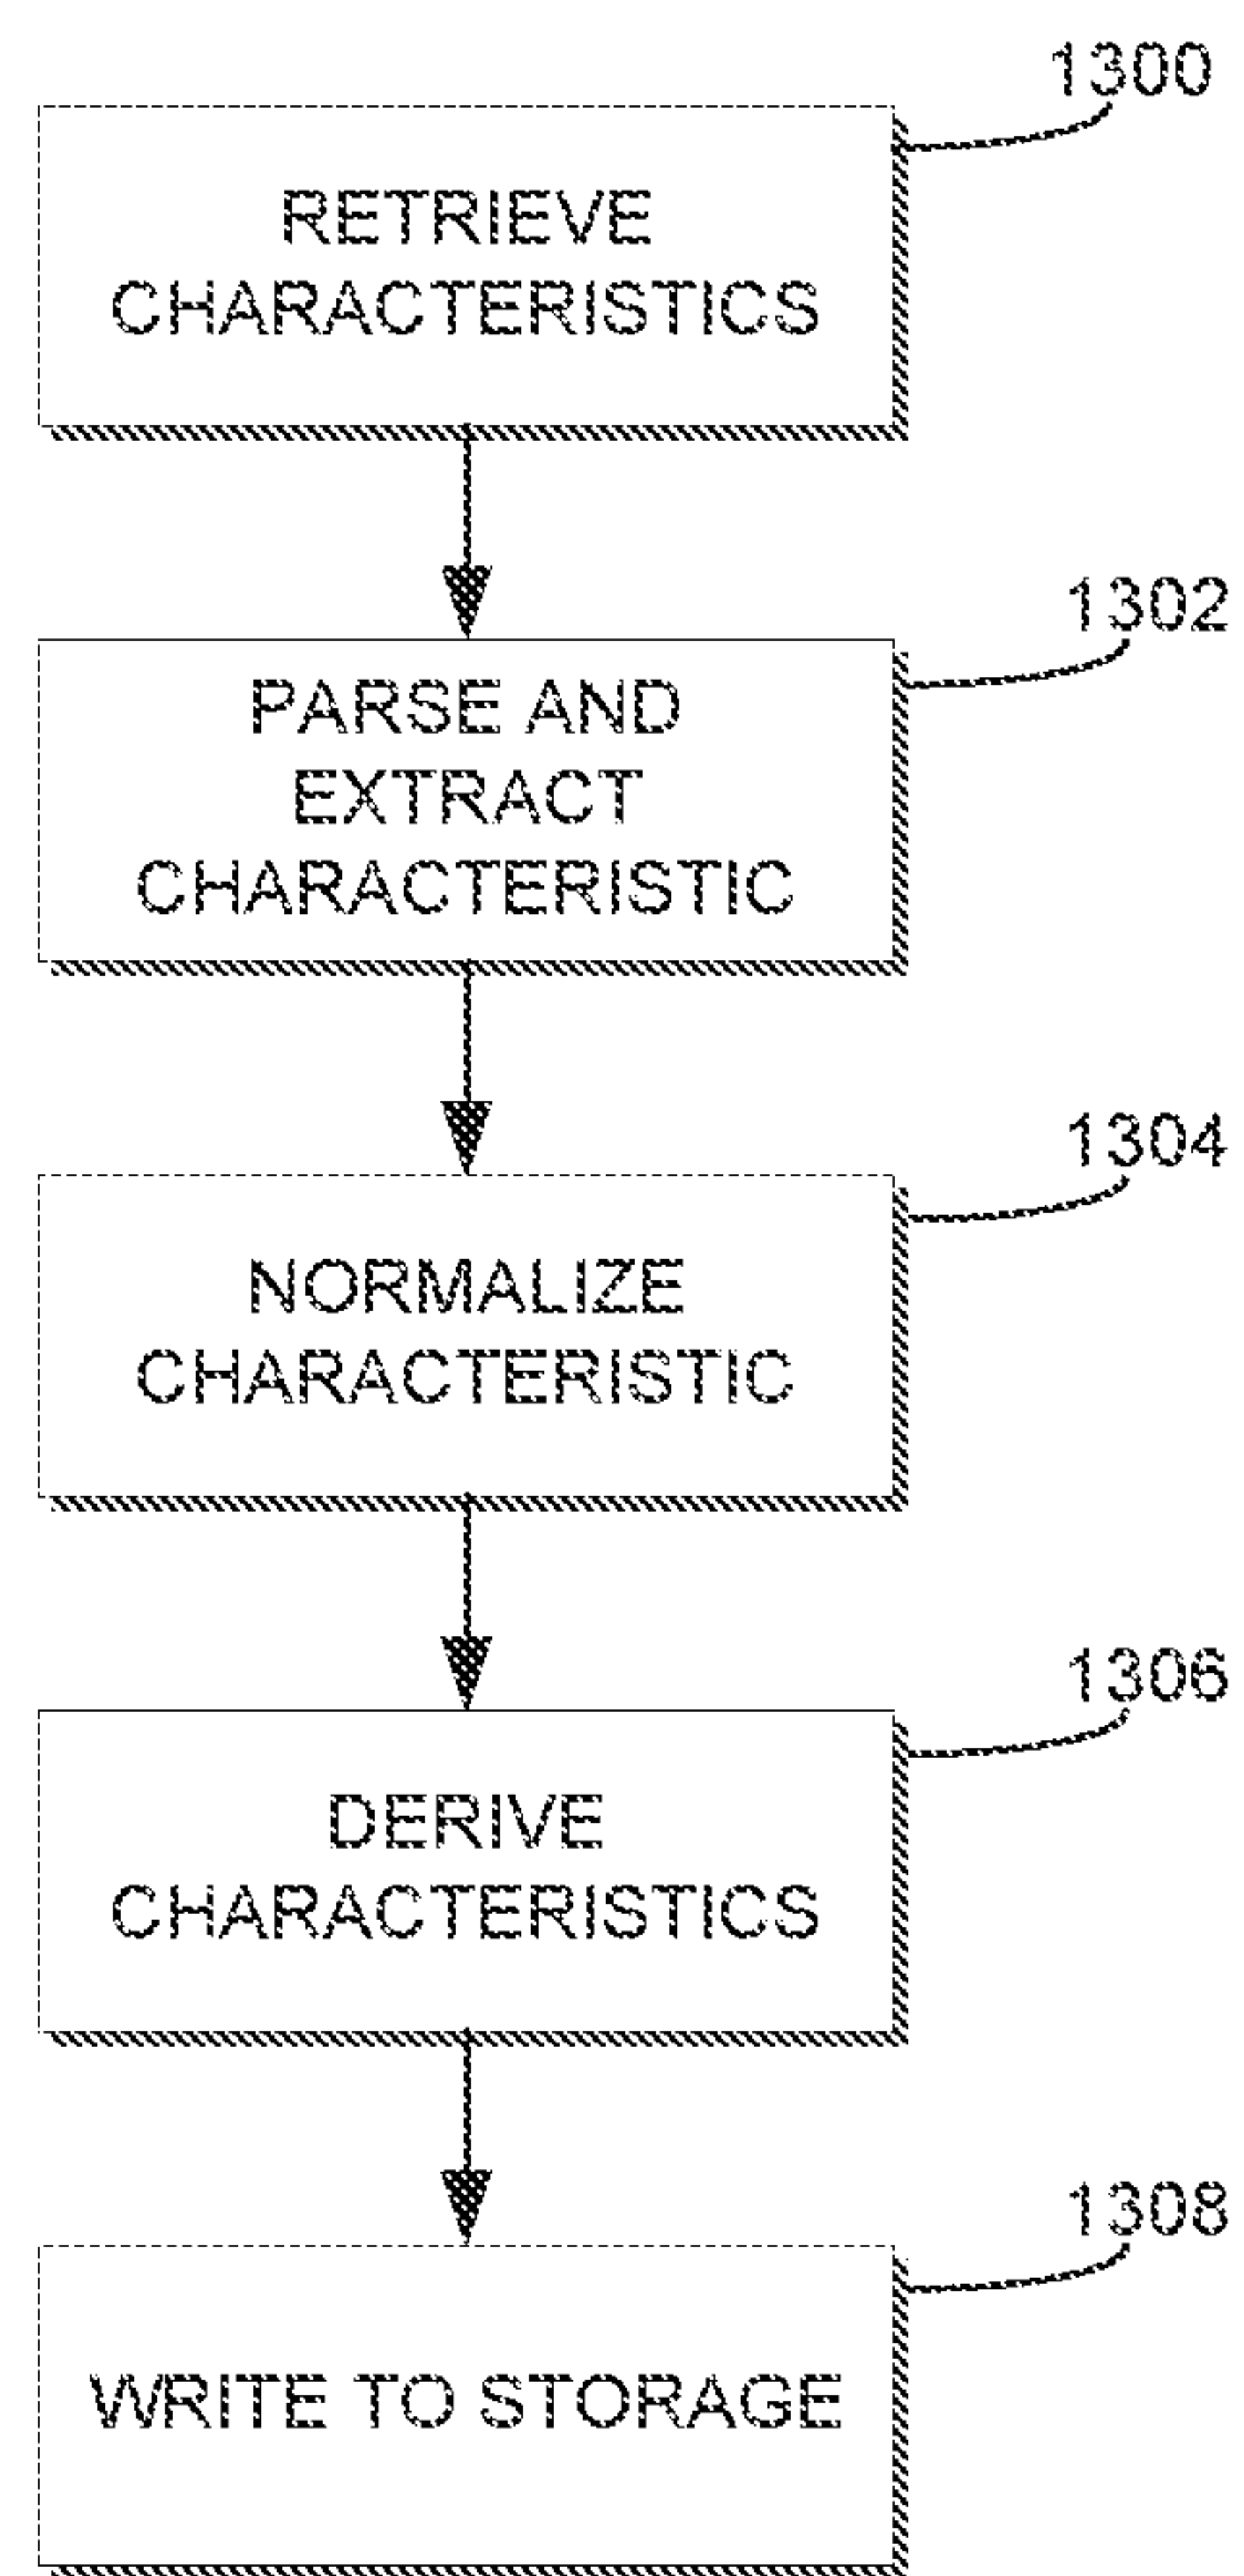 1300
RETRIEVE
CHARACTERISTICS
1302
PARSE AND
EXTRACT
CHARACTERISTIC
1304
NORMALIZE
CHARACTERISTIC
1306
DERIVE
CHARACTERISTICS
1308
WRITE TO STORAGE